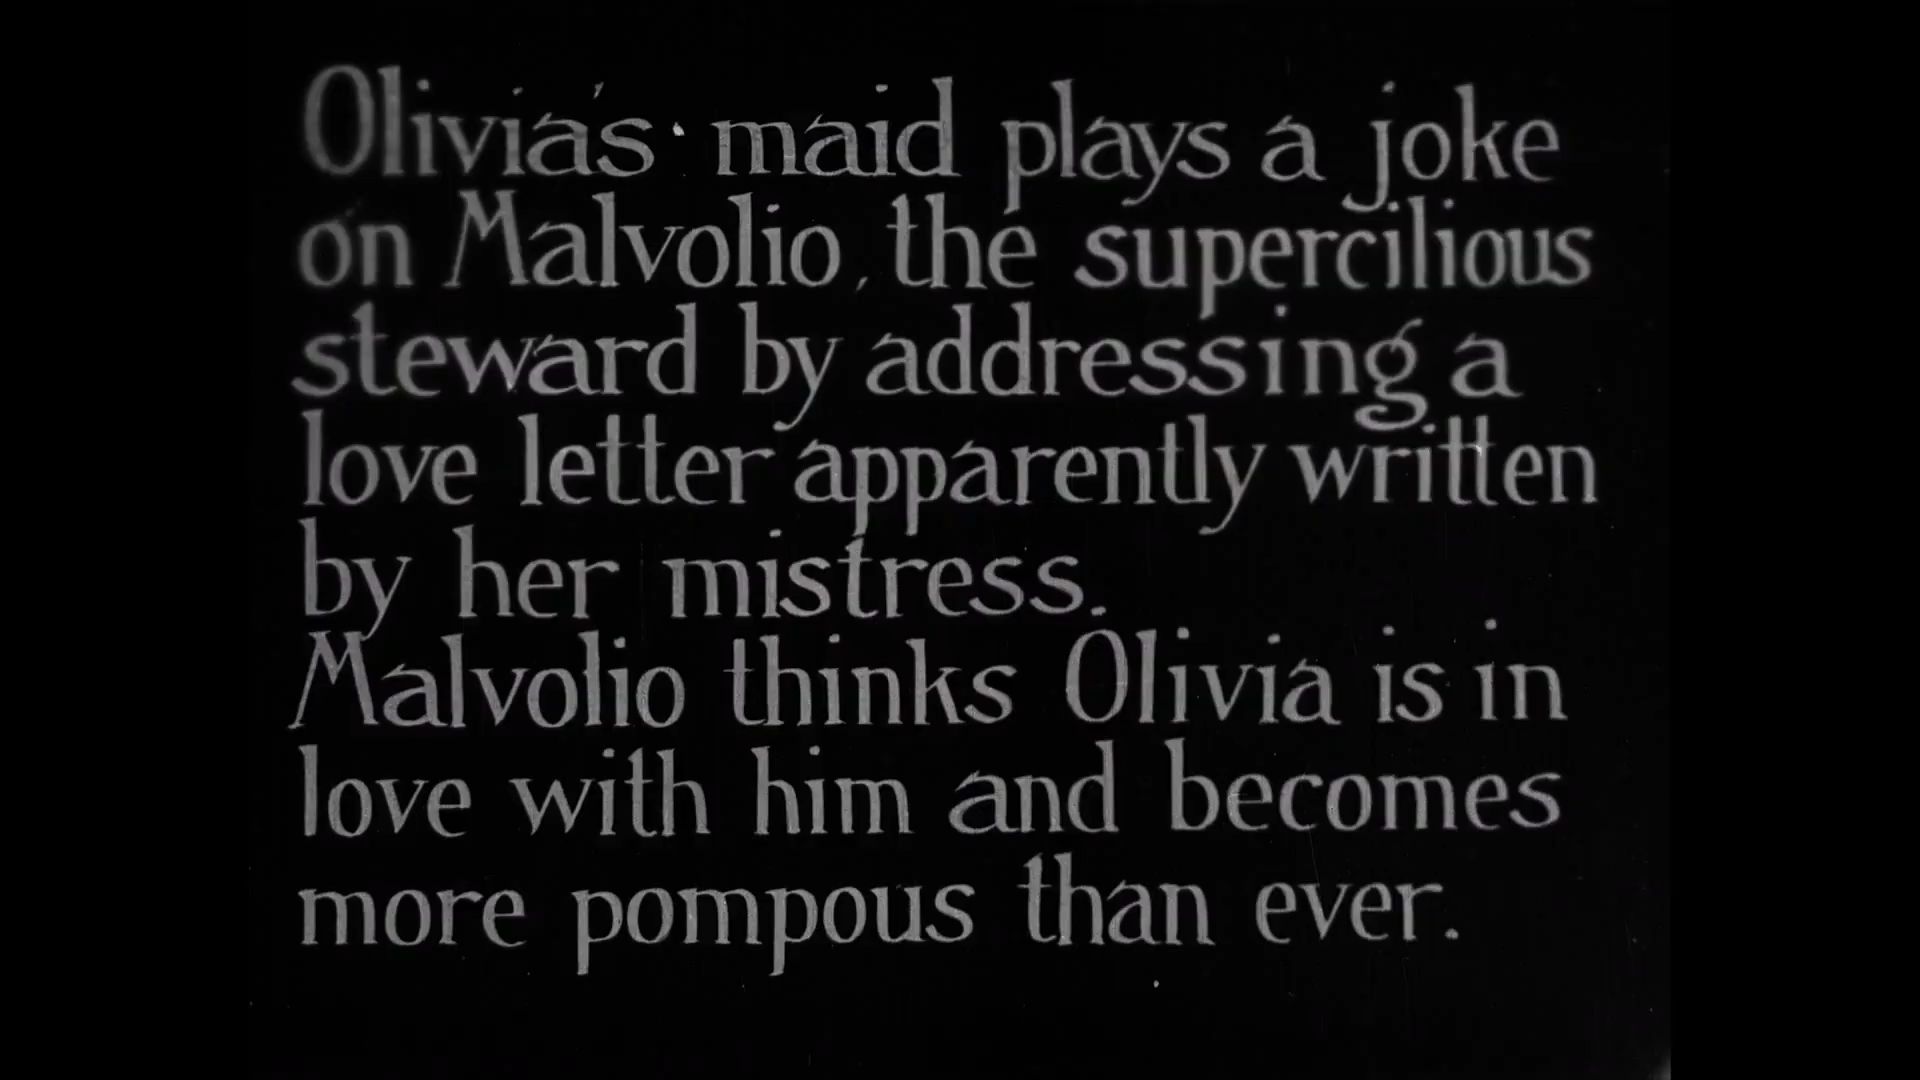 Olivia's maid plays a joke
on Malvolio, the supercilious
steward by addressing a
love letter apparently written
by her mistress.
Malvolio thinks Olivia is in
love with him and becomes
more pompous than ever.